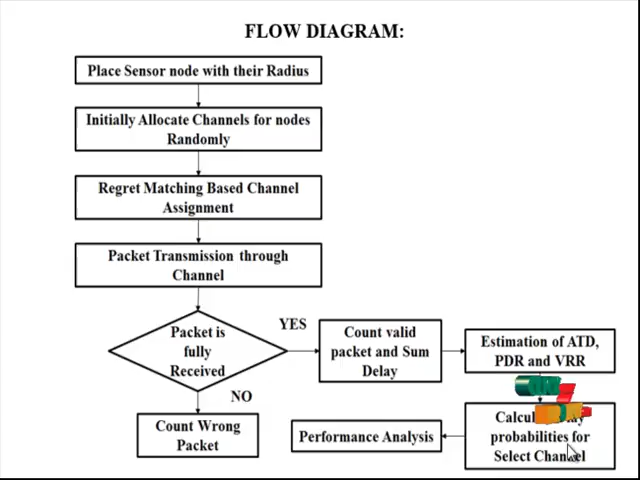 FLOW DIAGRAM:
Place Sensor node with their Radius
Initially Allocate Channels for nodes
Randomly
Regret Matching Based Channel
Assignment
Packet Transmission through
Channel
Packet is
fully
Received
YES
Count valid
packet and Sum
Delay
Estimation of ATD,
PDR and VRR
NO
Count Wrong
Packet
probabilities for
Select Channel
Performance Analysis